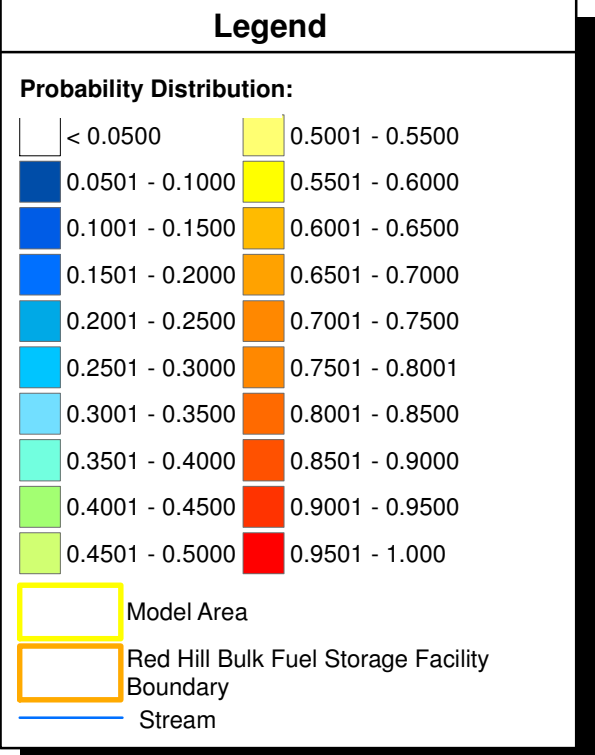 Legend
Probability Distribution:
< 0.0500
0.0501 - 0.1000
0.1001 - 0.1500
0.1501 - 0.2000
0.2001 - 0.2500
0.2501 - 0.3000
0.3001 - 0.3500
0.3501 - 0.4000
0.4001 - 0.4500
0.4501 - 0.5000
0.5001 - 0.5500
0.5501 - 0.6000
0.6001 - 0.6500
0.6501 - 0.7000
0.7001 - 0.7500
0.7501 - 0.8001
0.8001 - 0.8500
0.8501 - 0.9000
0.9001 - 0.9500
0.9501 - 1.000
Model Area
Red Hill Bulk Fuel Storage Facility
Boundary
Stream